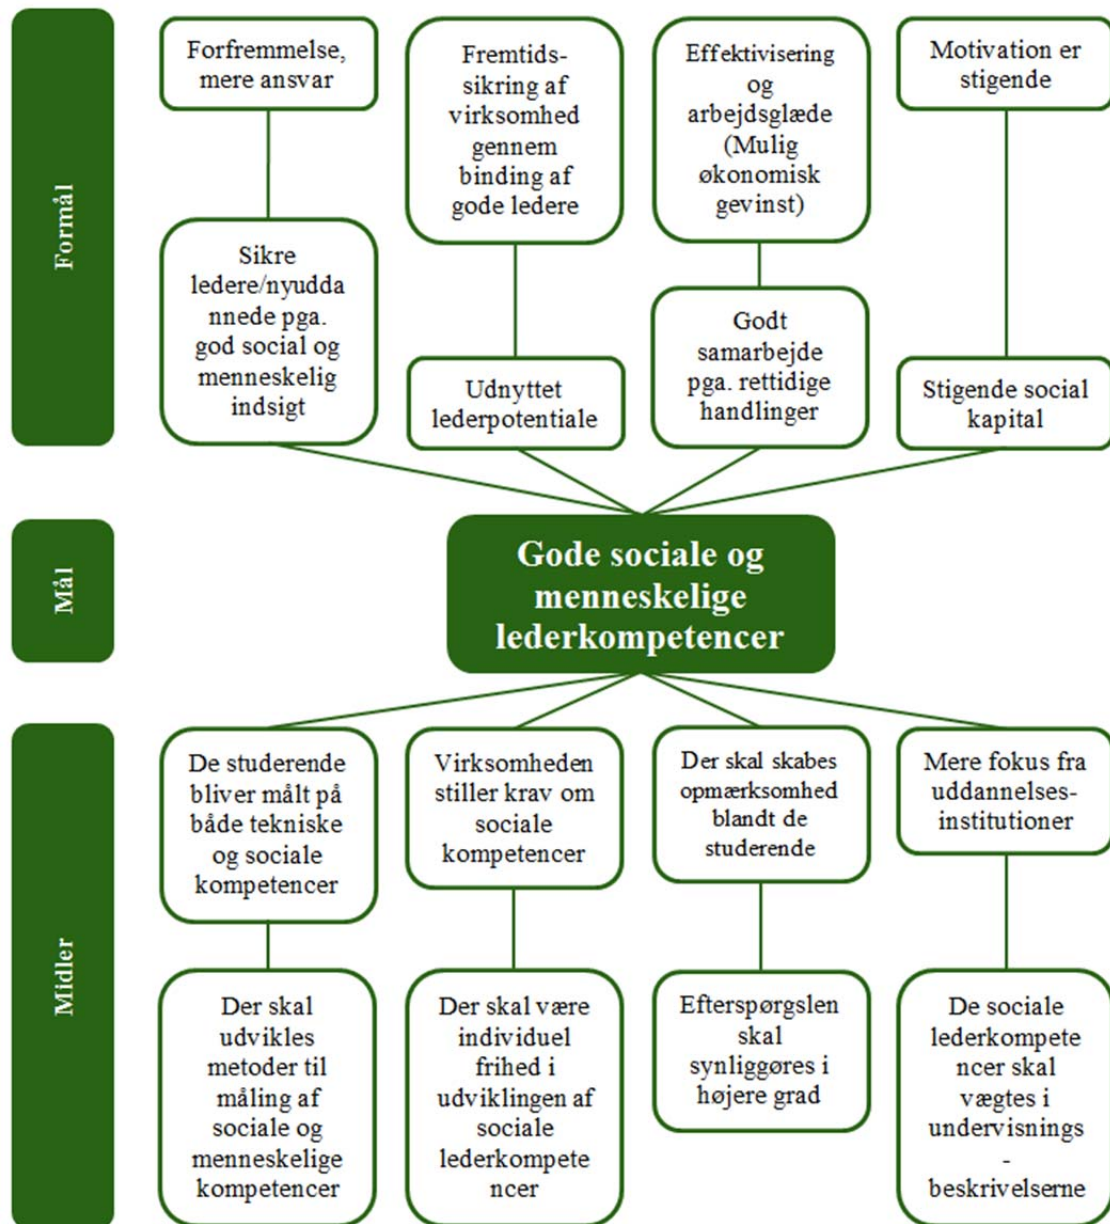 Formål
Forfremmelse,
mere ansvar
Fremtids-
sikring af
virksomhed
gennem
binding af
gode ledere
Effektivisering
og
arbejdsglæde
(Mulig
økonomisk
gevinst)
Motivation er
stigende
Sikre
ledere/nyudda
nnede pga.
god social og
menneskelig
indsigt
Udnyttet
lederpotentiale
Godt
samarbejde
pga. rettidige
handlinger
Stigende social
kapital
Mål
Gode sociale og
menneskelige
lederkompetencer
Midler
De studerende
bliver målt på
både tekniske
og sociale
kompetencer
Virksomheden
stiller krav om
sociale
kompetencer
Der skal skabes
opmærksomhed
blandt de
studerende
Mere fokus fra
uddannelses-
institutioner
Der skal
udvikles
metoder til
måling af
sociale og
menneskelige
kompetencer
Der skal være
individuel
frihed i
udviklingen af
sociale
lederkompete
ncer
Efterspørgslen
skal
synliggøres i
højere grad
De sociale
lederkompete
ncer skal
vægtes i
undervisnings
-
beskrivelserne